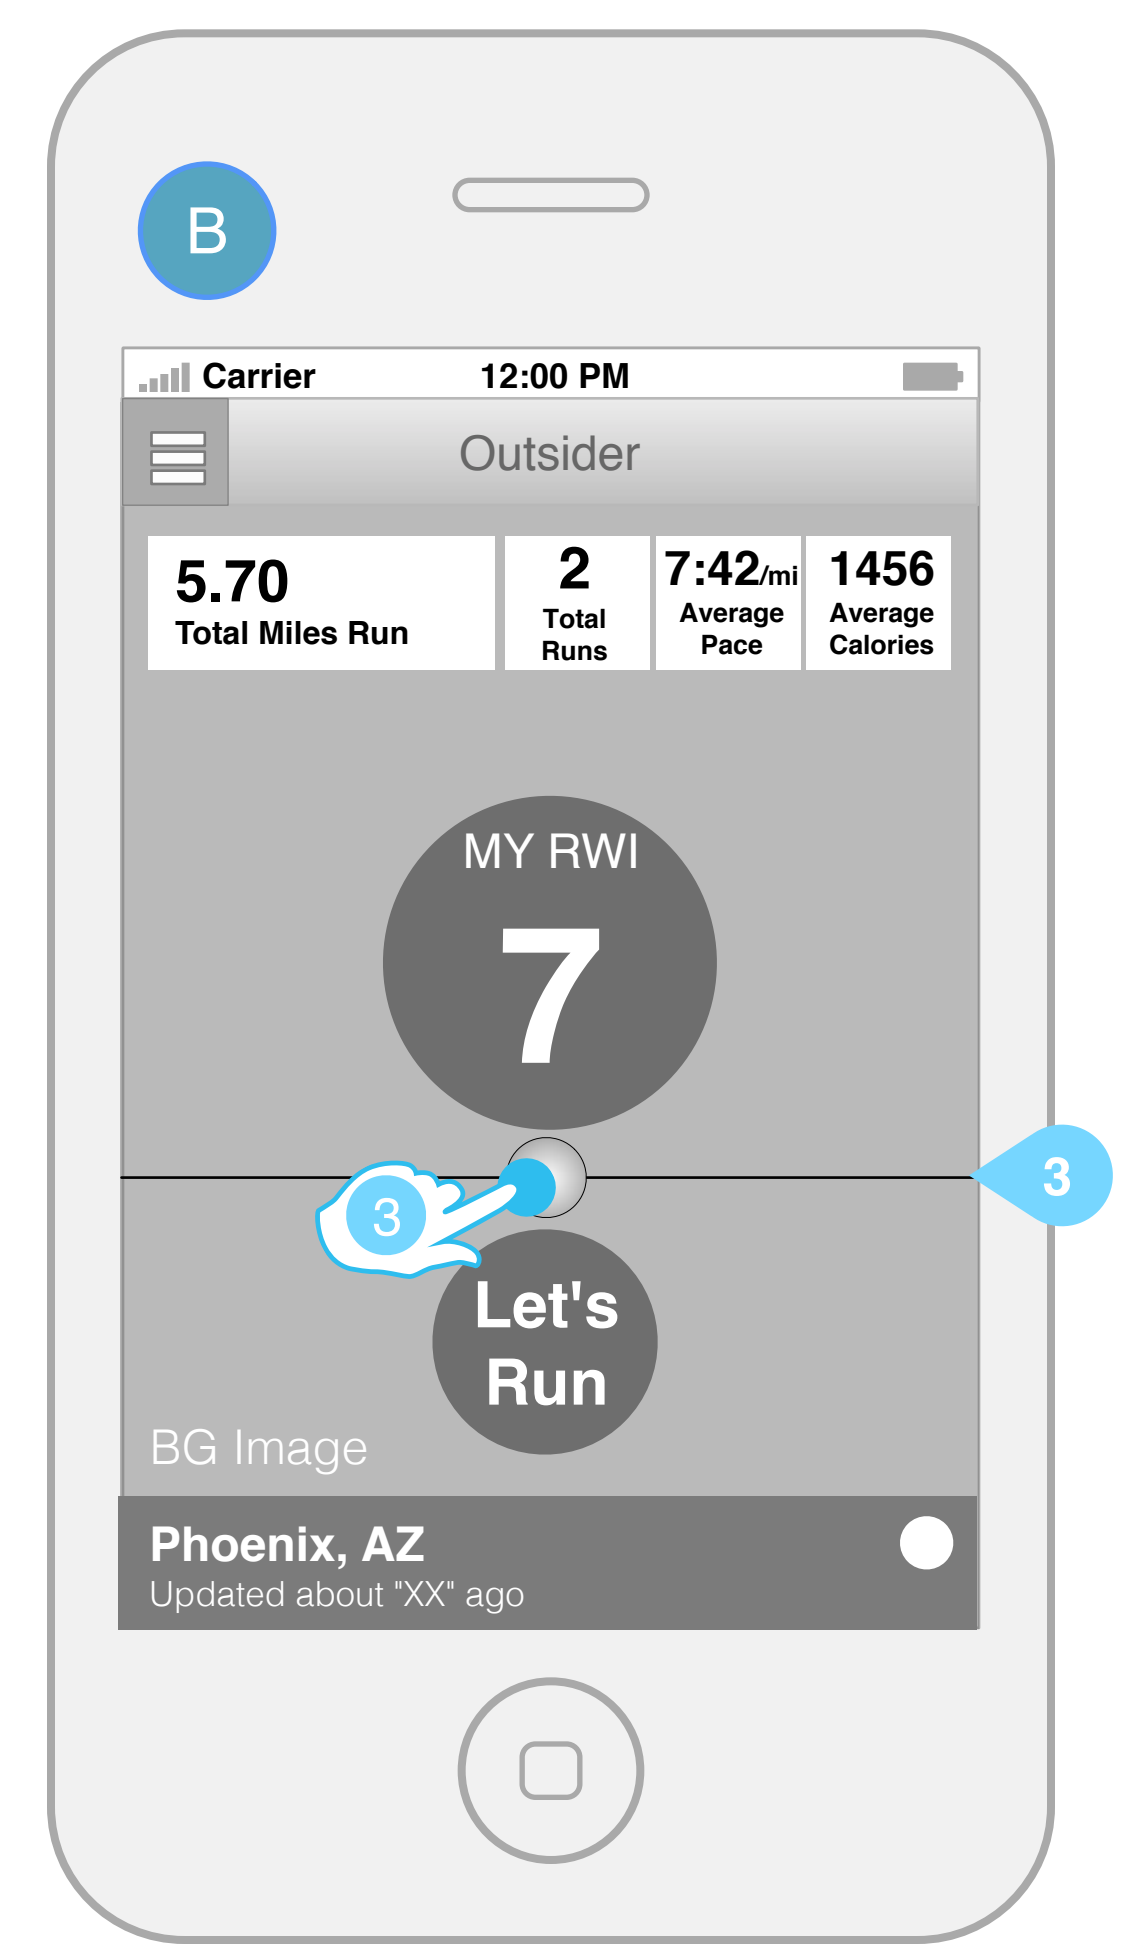 B
Carrier 12:00 PM
Outsider
5.70
Total Miles Run
2
Total
Runs
7:42/mi
Average
Pace
1456
Average
Calories
MY RWI
7
3
3
Let's
Run
BG Image
Phoenix, AZ
Updated about "XX" ago